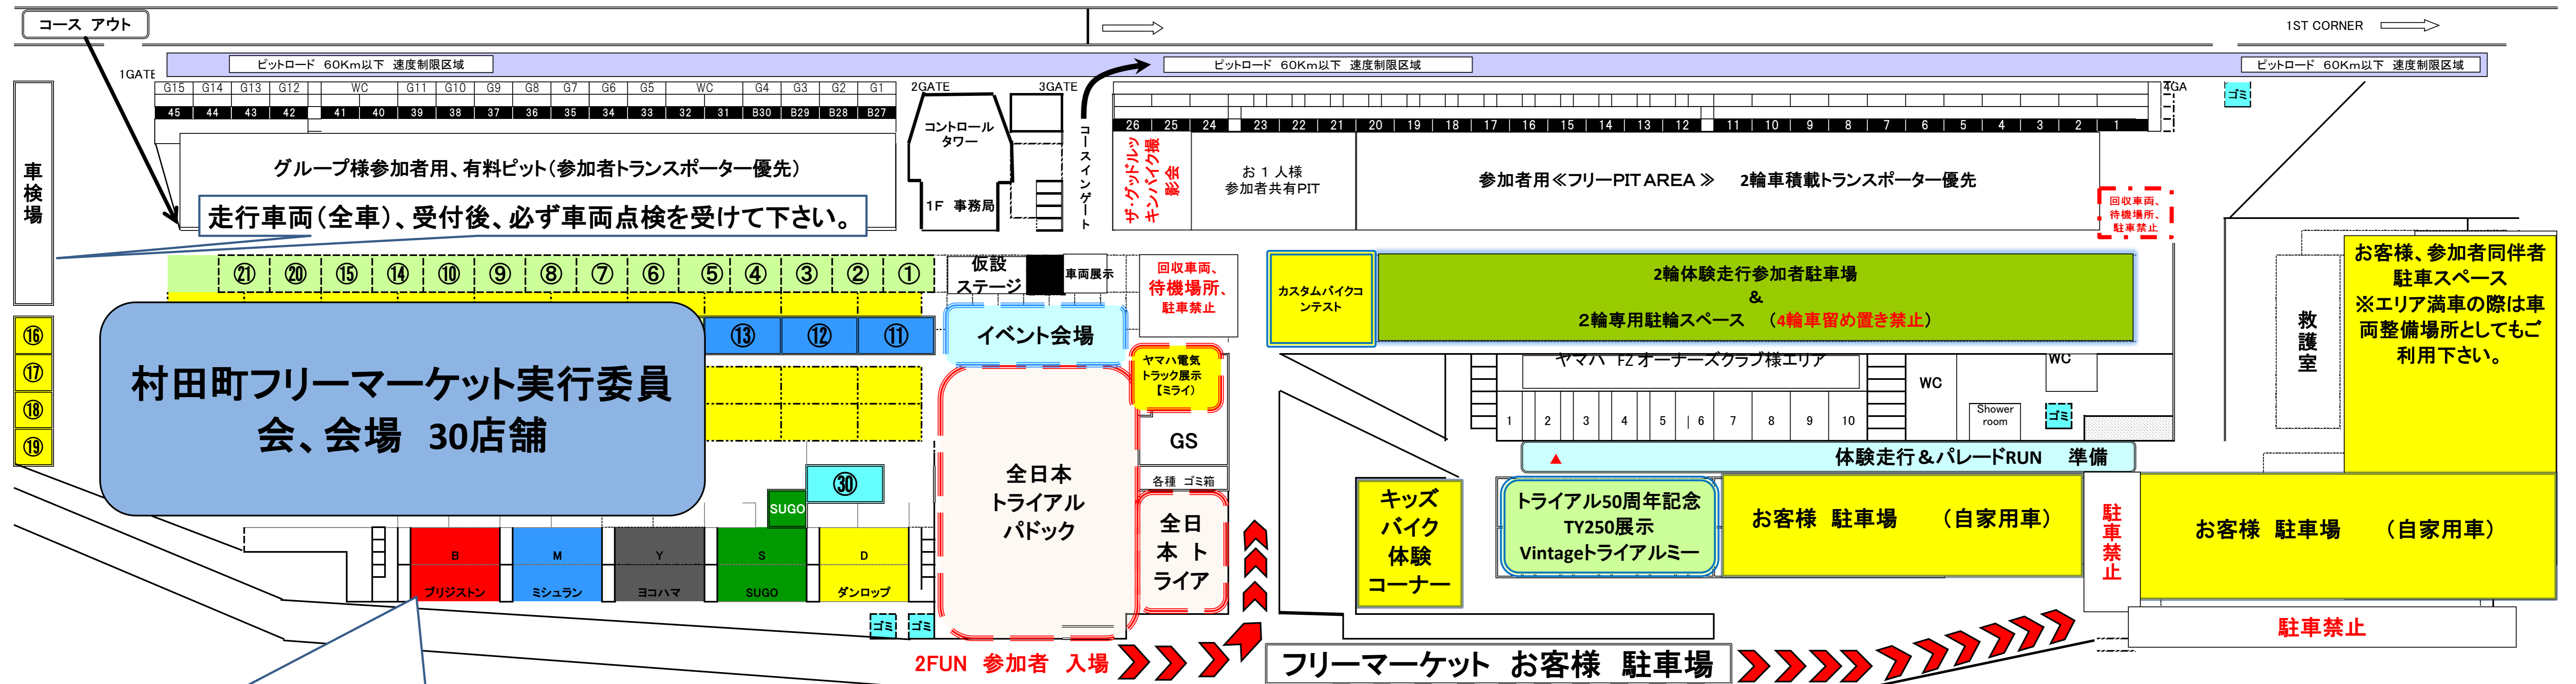 コース アウト
1ST CORNER
ピットロード 60Km以下 速度制限区域
ピットロード 60Km以下 速度制限区域
ピットロード 60Km以下 速度制限区域
1GATE
2GATE
3GATE
4GA
G15 G14 G13 G12 WC G11 G10 G9 G8 G7 G6 G5 WC G4 G3 G2 G1
45 44 43 42 41 40 39 38 37 36 35 34 33 32 31 B30 B29 B28 B27
26 25 24 23 22 21 20 19 18 17 16 15 14 13 12 11 10 9 8 7 6 5 4 3 2 1
ゴミ
車検場
グループ様参加者用、有料ピット(参加者トランスポーター優先)
走行車両(全車)、受付後、必ず車両点検を受けて下さい。
コントロール
タワー
1F 事務局
コースインゲート
ザ・グッドルッ
キンバイク撮
影会
お 1 人様
参加者共有PIT
参加者用≪フリーPIT AREA ≫ 2輪車積載トランスポーター優先
回収車両、
待機場所、
駐車禁止
㉑ ⑳ ⑮ ⑭ ⑩ ⑨ ⑧ ⑦ ⑥ ⑤ ④ ③ ② ①
仮設
ステージ
車両展示
回収車両、
待機場所、
駐車禁止
カスタムバイクコ
ンテスト
2輪体験走行参加者駐車場
&
2輪専用駐輪スペース (4輪車留め置き禁止)
救護室
お客様、参加者同伴者
駐車スペース
※エリア満車の際は車
両整備場所としてもご
利用下さい。
⑯
⑰
⑱
⑲
⑬ ⑫ ⑪
村田町フリーマーケット実行委員
会、会場 30店舗
イベント会場
ヤマハ電気
トラック展示
【ミライ】
GS
各種 ゴミ箱
ヤマハ FZ オーナーズクラブ様エリア
WC
WC
1 2 3 4 5 6 7 8 9 10
Shower
room
ゴミ
▲ 体験走行&パレードRUN 準備
㉚
SUGO
全日本
トライアル
パドック
全日
本 ト
ライア
キッズ
バイク
体験
コーナー
トライアル50周年記念
TY250展示
Vintageトライアルミー
お客様 駐車場 (自家用車)
駐車禁止
お客様 駐車場 (自家用車)
B M Y S D
ブリジストン ミシュラン ヨコハマ SUGO ダンロップ
ゴミ ゴミ
駐車禁止
2FUN 参加者 入場
フリーマーケット お客様 駐車場